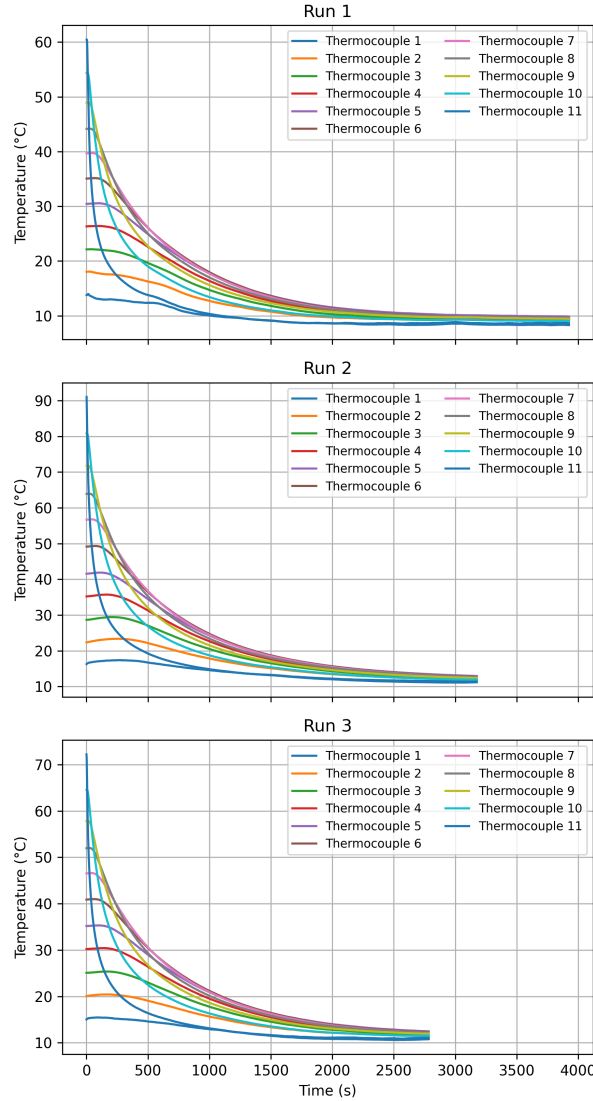 Run 1
Temperature (°C)
60
50
40
30
20
10
Thermocouple 1
Thermocouple 2
Thermocouple 3
Thermocouple 4
Thermocouple 5
Thermocouple 6
Thermocouple 7
Thermocouple 8
Thermocouple 9
Thermocouple 10
Thermocouple 11
Run 2
Temperature (°C)
90
80
70
60
50
40
30
20
10
Thermocouple 1
Thermocouple 2
Thermocouple 3
Thermocouple 4
Thermocouple 5
Thermocouple 6
Thermocouple 7
Thermocouple 8
Thermocouple 9
Thermocouple 10
Thermocouple 11
Run 3
Temperature (°C)
70
60
50
40
30
20
10
Thermocouple 1
Thermocouple 2
Thermocouple 3
Thermocouple 4
Thermocouple 5
Thermocouple 6
Thermocouple 7
Thermocouple 8
Thermocouple 9
Thermocouple 10
Thermocouple 11
0 500 1000 1500 2000 2500 3000 3500 4000
Time (s)